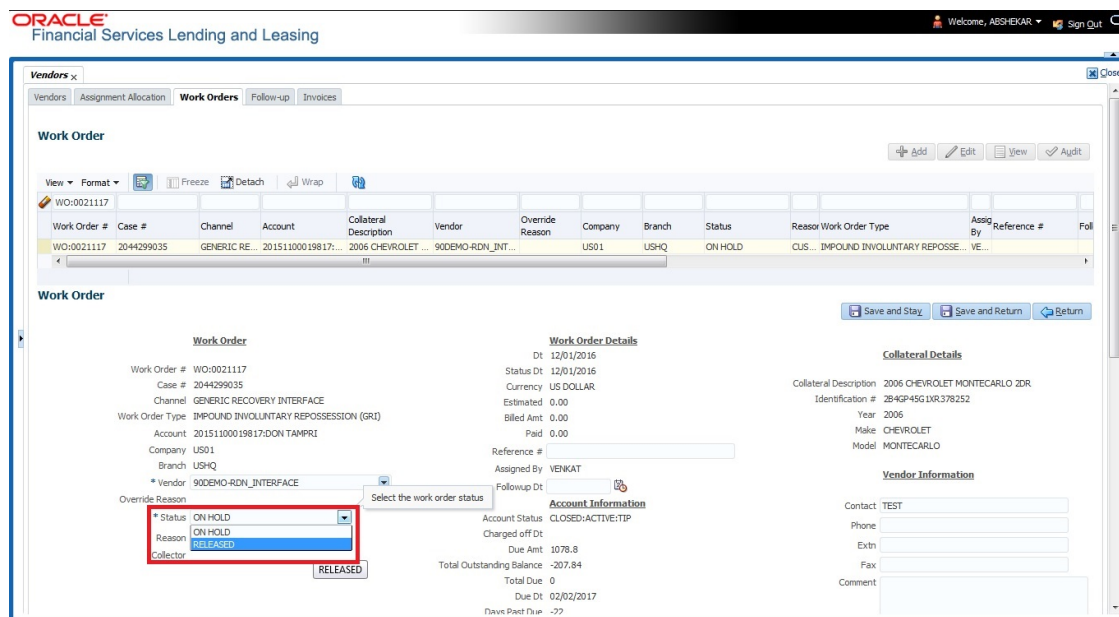 ORACLE
Financial Services Lending and Leasing
Welcome, ABSHEKAR Sign Out
Vendors x
Close
Vendors Assignment Allocation Work Orders Follow-up Invoices
Work Order
Add Edit View Audit
View Format Freeze Detach Wrap
WO:0021117
Work Order # Case # Channel Account Collateral Description Vendor Override Reason Company Branch Status Reason Work Order Type Assig By Reference # Foll
WO:0021117 2044299035 GENERIC RE... 20151100019817:... 2006 CHEVROLET ... 90DEMO-RDN_INT... US01 USHQ ON HOLD CUS... IMPOUND INVOLUNTARY REPOSSE... VE...
Work Order
Save and Stay Save and Return Return
Work Order
Work Order # WO:0021117
Case # 2044299035
Channel GENERIC RECOVERY INTERFACE
Work Order Type IMPOUND INVOLUNTARY REPOSSESSION (GRI)
Account 20151100019817:DON TAMPRI
Company US01
Branch USHQ
* Vendor 90DEMO-RDN_INTERFACE
Override Reason
Select the work order status
* Status ON HOLD
ON HOLD
Reason RELEASED
Collector
RELEASED
Work Order Details
Dt 12/01/2016
Status Dt 12/01/2016
Currency US DOLLAR
Estimated 0.00
Billed Amt 0.00
Paid 0.00
Reference #
Assigned By VENKAT
Followup Dt
Account Information
Account Status CLOSED:ACTIVE:TIP
Charged off Dt
Due Amt 1078.8
Total Outstanding Balance -207.84
Total Due 0
Due Dt 02/02/2017
Days Past Due -22
Collateral Details
Collateral Description 2006 CHEVROLET MONTECARLO 2DR
Identification # 2B4GP45G1XR378252
Year 2006
Make CHEVROLET
Model MONTECARLO
Vendor Information
Contact TEST
Phone
Extn
Fax
Comment